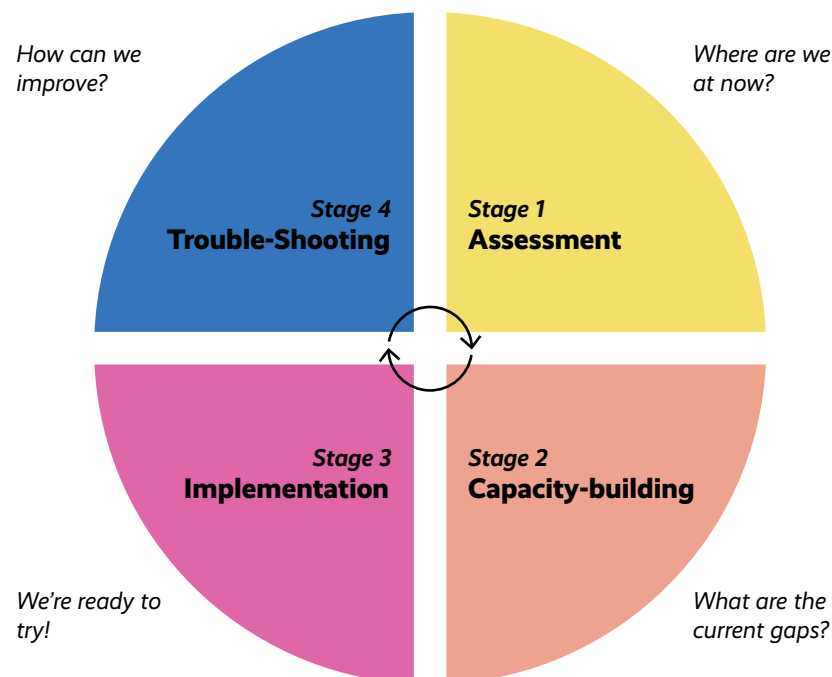 How can we
improve?
Where are we
at now?
Stage 4
Trouble-Shooting
Stage 1
Assessment
Stage 3
Implementation
Stage 2
Capacity-building
We're ready to
try!
What are the
current gaps?